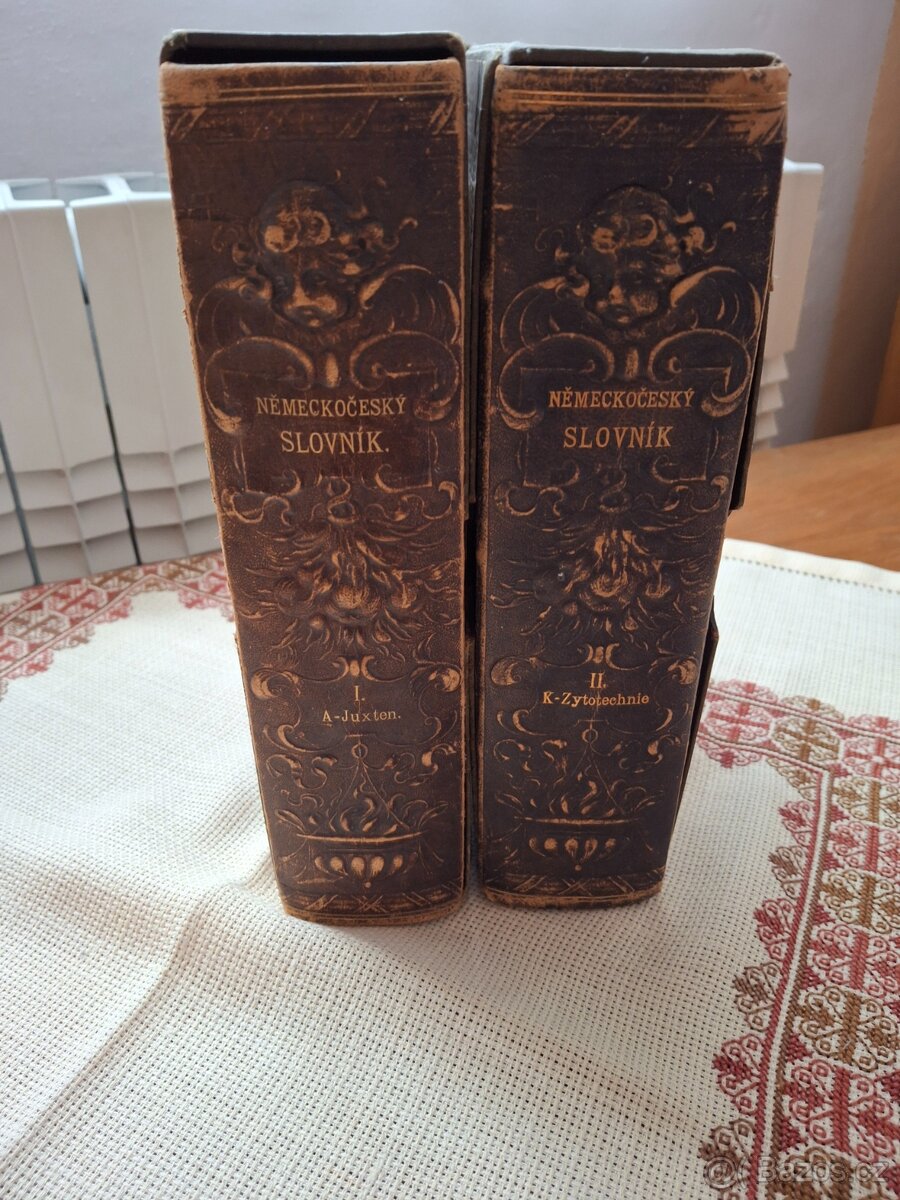 NĚMECKOČESKÝ
SLOVNÍK.
I.
A-Juxten.
NĚMECKOČESKÝ
SLOVNÍK
II.
K-Zytotechnie
Bazos.cz